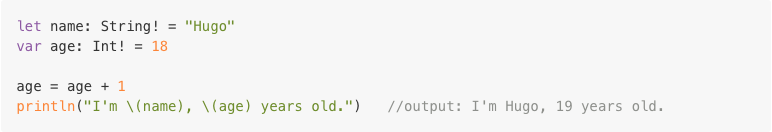 let name: String! = "Hugo"
var age: Int! = 18
age = age + 1
println("I'm \(name), \(age) years old.")   //output: I'm Hugo, 19 years old.